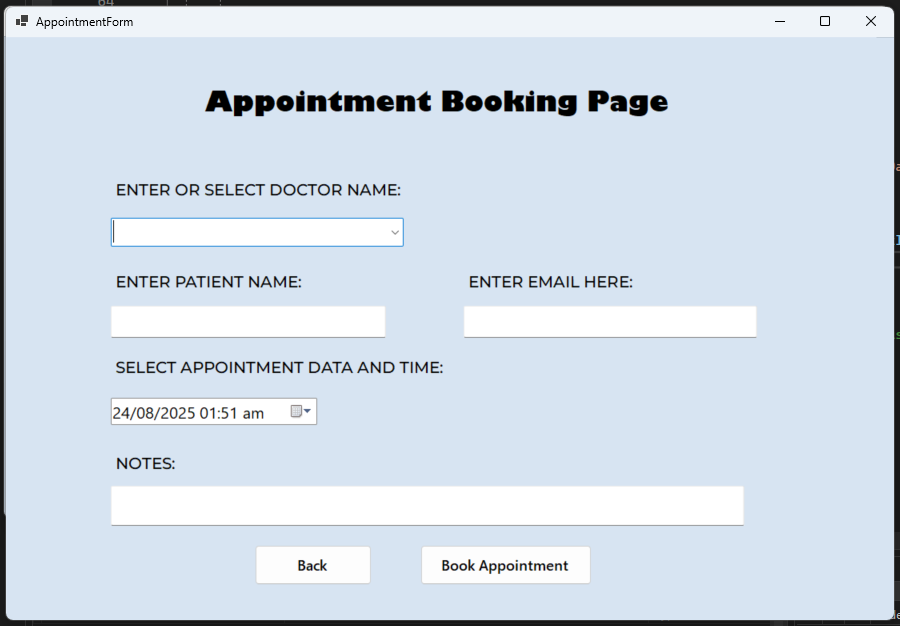 64
AppointmentForm
Appointment Booking Page
ENTER OR SELECT DOCTOR NAME:
ENTER PATIENT NAME:
ENTER EMAIL HERE:
SELECT APPOINTMENT DATA AND TIME:
24/08/2025 01:51 am
NOTES:
Back
Book Appointment